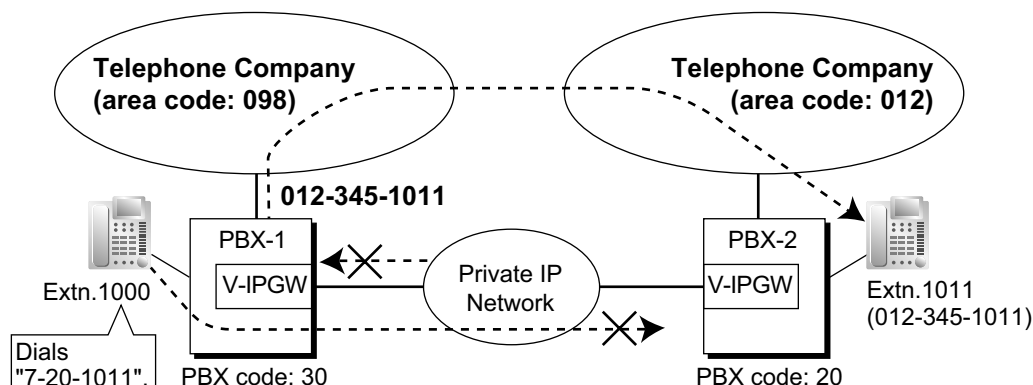 Telephone Company
(area code: 098)
Telephone Company
(area code: 012)
012-345-1011
PBX-1
V-IPGW
Private IP
Network
PBX-2
V-IPGW
Extn.1000
Extn.1011
(012-345-1011)
Dials
"7-20-1011".
PBX code: 30
PBX code: 20